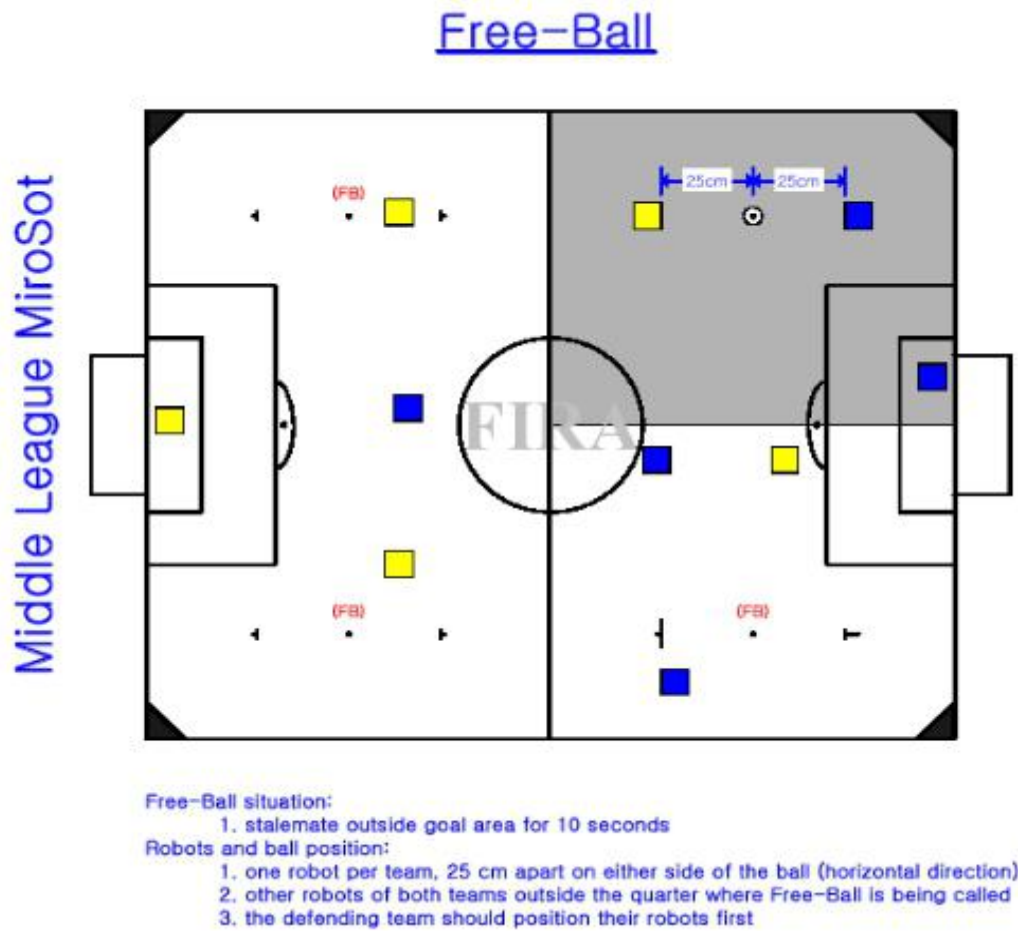 Free-Ball
Middle League MiroSot
(FB)
25cm
25cm
FIRA
(FB)
(FB)
Free-Ball situation:
1. stalemate outside goal area for 10 seconds
Robots and ball position:
1. one robot per team, 25 cm apart on either side of the ball (horizontal direction)
2. other robots of both teams outside the quarter where Free-Ball is being called
3. the defending team should position their robots first